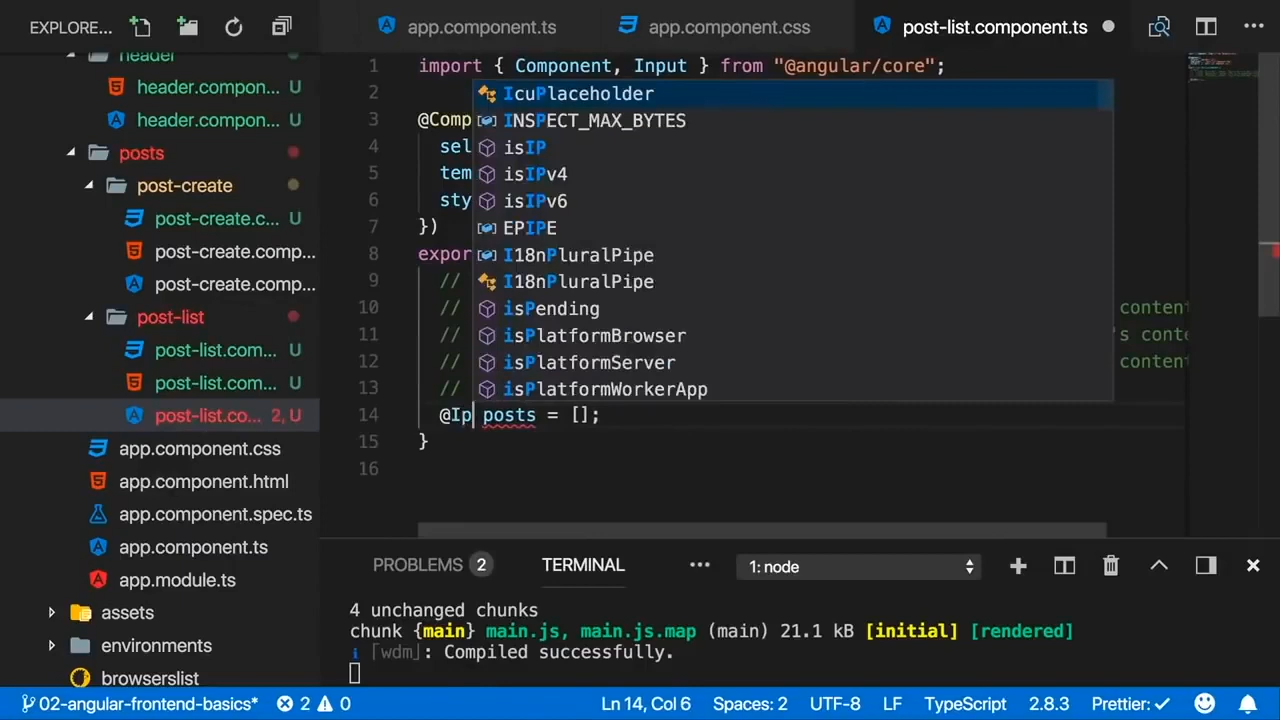 EXPLORE...
app.component.ts
app.component.css
post-list.component.ts
...
header
header.compon... U
header.compon... U
posts
post-create
post-create.c... U
post-create.comp...
post-create.comp...
post-list
post-list.com... U
post-list.com... U
post-list.co... 2, U
app.component.css
app.component.html
app.component.spec.ts
app.component.ts
app.module.ts
assets
environments
browserslist
1 import { Component, Input } from "@angular/core";
2
3 @Comp
4 sel
5 tem
6 sty
7 })
8 expor
9 //
10 // content
11 // 's conte
12 // content
13 //
14 @Ip posts = [];
15 }
16
IcuPlaceholder
INSPECT_MAX_BYTES
isIP
isIPv4
isIPv6
EPIPE
I18nPluralPipe
I18nPluralPipe
isPending
isPlatformBrowser
isPlatformServer
isPlatformWorkerApp
PROBLEMS 2 TERMINAL ... 1: node
4 unchanged chunks
chunk {main} main.js, main.js.map (main) 21.1 kB [initial] [rendered]
i ｢wdm｣: Compiled successfully.
02-angular-frontend-basics* 2 0 Ln 14, Col 6 Spaces: 2 UTF-8 LF TypeScript 2.8.3 Prettier: ✓